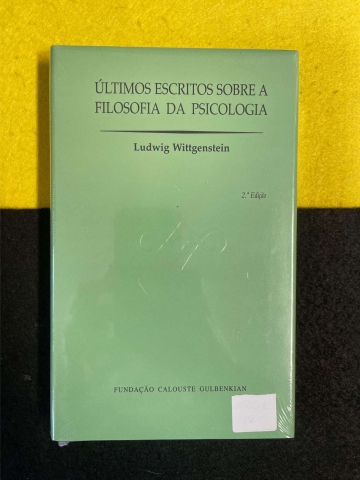 ÚLTIMOS ESCRITOS SOBRE A
FILOSOFIA DA PSICOLOGIA
Ludwig Wittgenstein
2.ª Edição
FUNDAÇÃO CALOUSTE GULBENKIAN